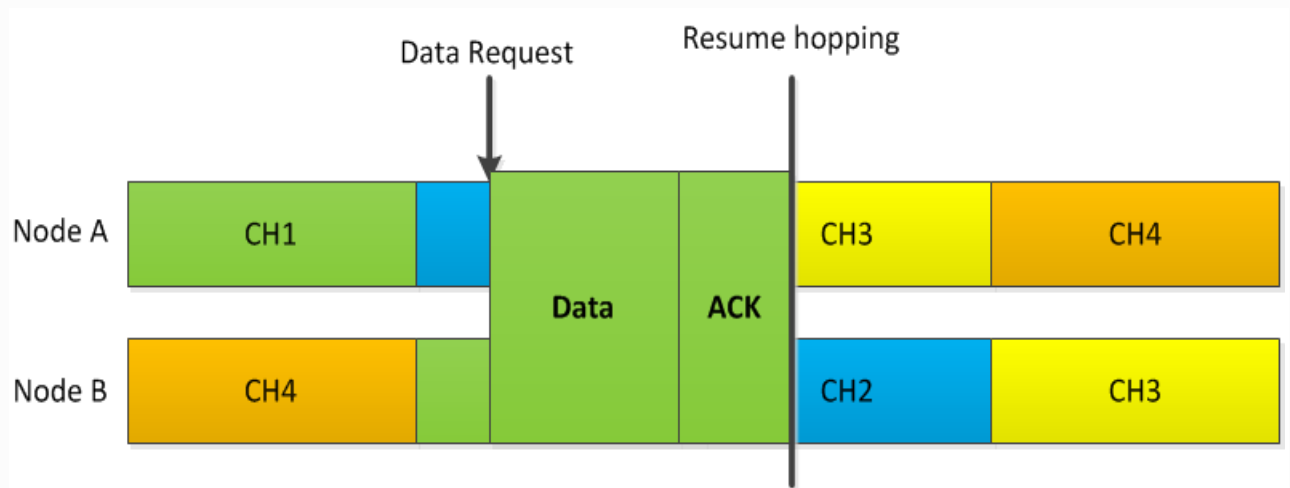 Data Request
Resume hopping
Node A
CH1
CH3
CH4
Data
ACK
Node B
CH4
CH2
CH3